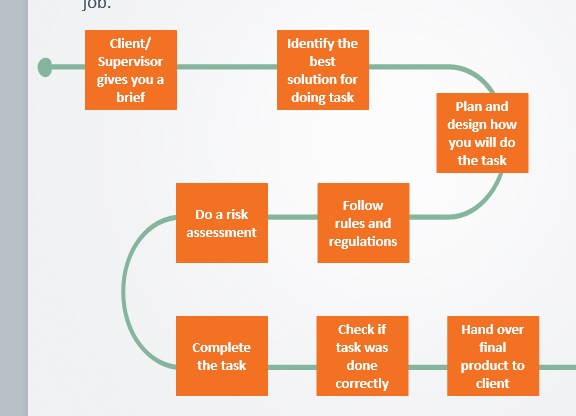 job.
Client/
Supervisor
gives you a
brief
Identify the
best
solution for
doing task
Plan and
design how
you will do
the task
Follow
rules and
regulations
Do a risk
assessment
Complete
the task
Check if
task was
done
correctly
Hand over
final
product to
client